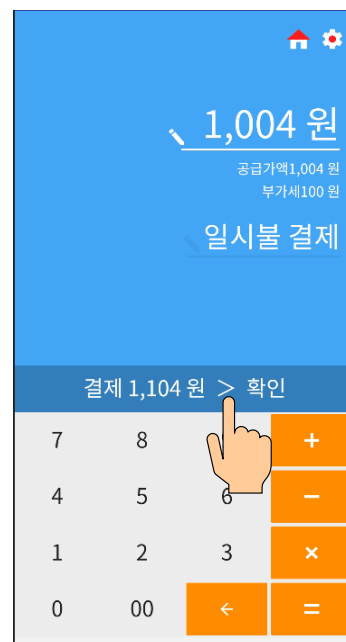 1,004 원
공급가액1,004 원
부가세100 원
일시불 결제
결제 1,104 원 > 확인
7 8 +
4 5 6 −
1 2 3 ×
0 00 ← =